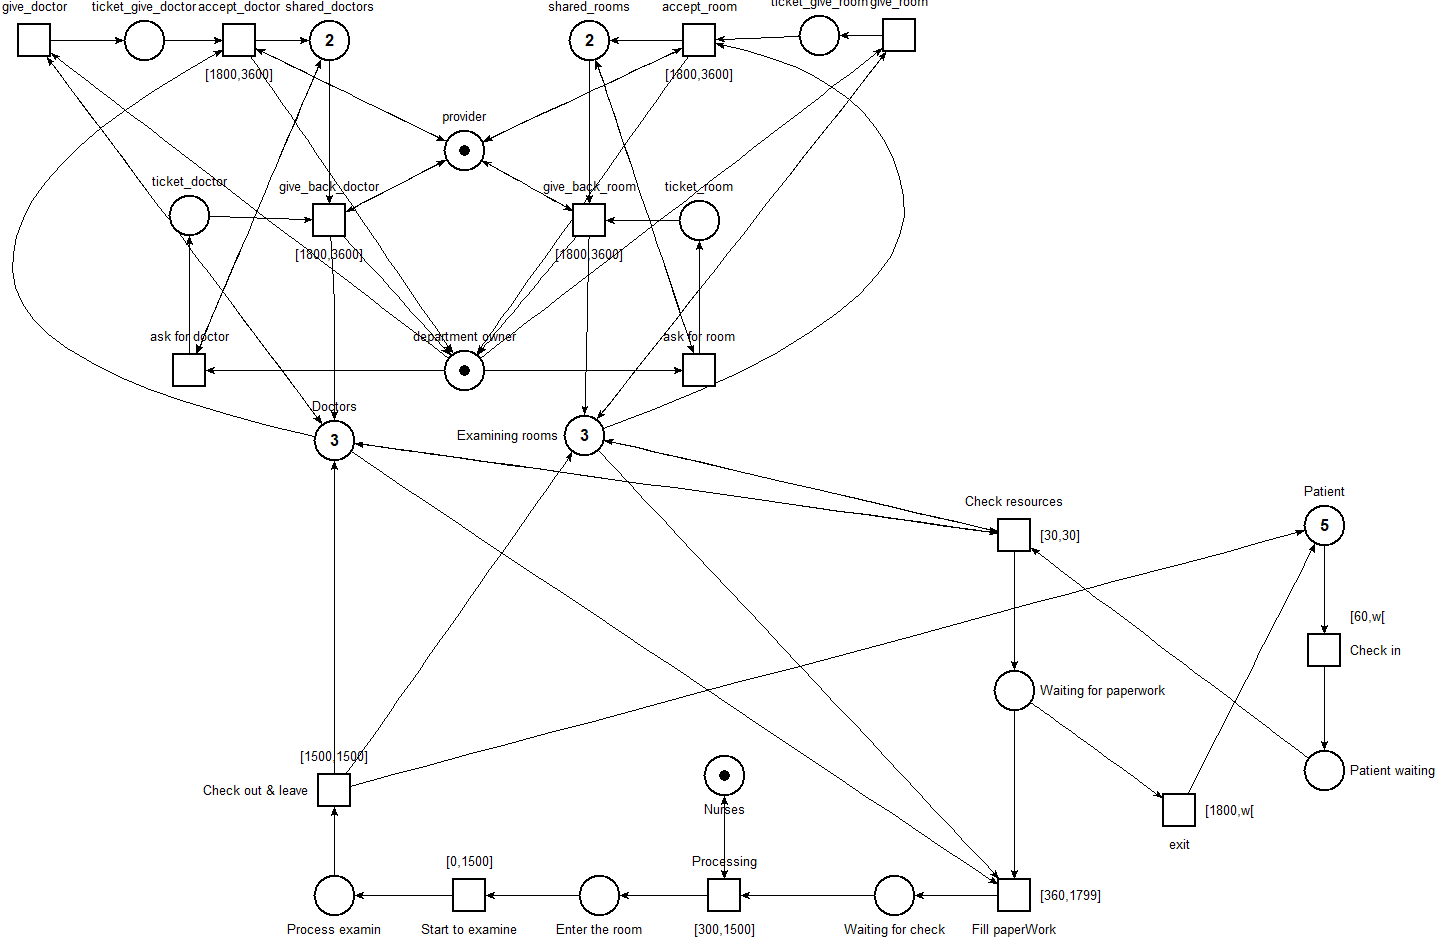 give_doctor
ticket_give_doctor
accept_doctor
shared_doctors
shared_rooms
accept_room
ticket_give_room
give_room
2
2
[1800,3600]
[1800,3600]
provider
ticket_doctor
give_back_doctor
give_back_room
ticket_room
[1800,3600]
[1800,3600]
ask for doctor
department owner
ask for room
Doctors
3
Examining rooms
3
Check resources
[30,30]
Patient
5
[60,w[
Check in
Waiting for paperwork
Patient waiting
[1500,1500]
Check out & leave
Nurses
[1800,w[
exit
[0,1500]
Processing
[360,1799]
Process examin
Start to examine
Enter the room
[300,1500]
Waiting for check
Fill paperWork